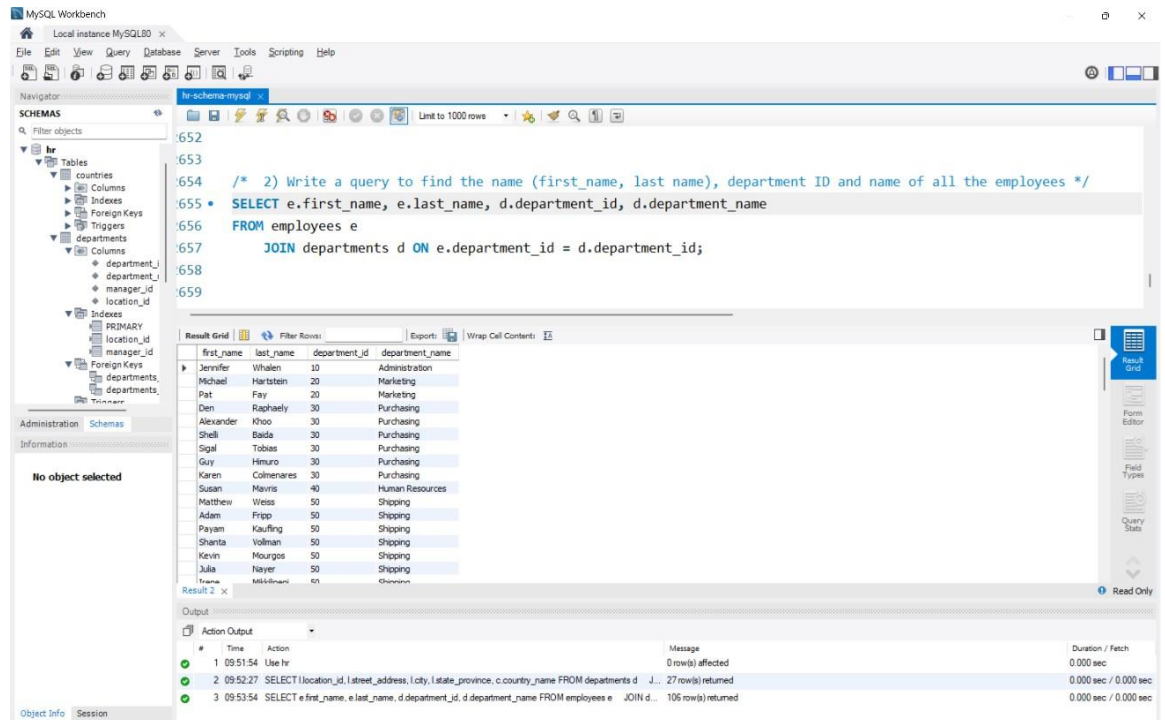 MySQL Workbench
Local instance MySQL80
File Edit View Query Database Server Tools Scripting Help
Navigator
SCHEMAS
Filter objects
hr
Tables
countries
Columns
Indexes
Foreign Keys
Triggers
departments
Columns
manager_id
location_id
Indexes
PRIMARY
location_id
manager_id
Foreign Keys
departments_
departments_
Triggers
Administration Schemas
Information
No object selected
Object Info Session
hr-schema-mysql
Limit to 1000 rows
652
653
654 /* 2) Write a query to find the name (first_name, last name), department ID and name of all the employees */
655 SELECT e.first_name, e.last_name, d.department_id, d.department_name
656 FROM employees e
657 JOIN departments d ON e.department_id = d.department_id;
658
659
Result Grid Filter Rows: Export: Wrap Cell Content:
first_name last_name department_id department_name
Jennifer Whalen 10 Administration
Michael Hartstein 20 Marketing
Pat Fay 20 Marketing
Den Raphaely 30 Purchasing
Alexander Khoo 30 Purchasing
Shelli Baida 30 Purchasing
Sigal Tobias 30 Purchasing
Guy Himuro 30 Purchasing
Karen Colmenares 30 Purchasing
Susan Mavris 40 Human Resources
Matthew Weiss 50 Shipping
Adam Fripp 50 Shipping
Payam Kaufling 50 Shipping
Shanta Vollman 50 Shipping
Kevin Mourgos 50 Shipping
Julia Nayer 50 Shipping
Irene Mikkilineni 50 Shipping
Result Grid
Form Editor
Field Types
Query Stats
Result 2
Read Only
Output
Action Output
# Time Action Message Duration / Fetch
1 09:51:54 Use hr 0 row(s) affected 0.000 sec
2 09:52:27 SELECT l.location_id, l.street_address, l.city, l.state_province, c.country_name FROM departments d J... 27 row(s) returned 0.000 sec / 0.000 sec
3 09:53:54 SELECT e.first_name, e.last_name, d.department_id, d.department_name FROM employees e JOIN d... 106 row(s) returned 0.000 sec / 0.000 sec